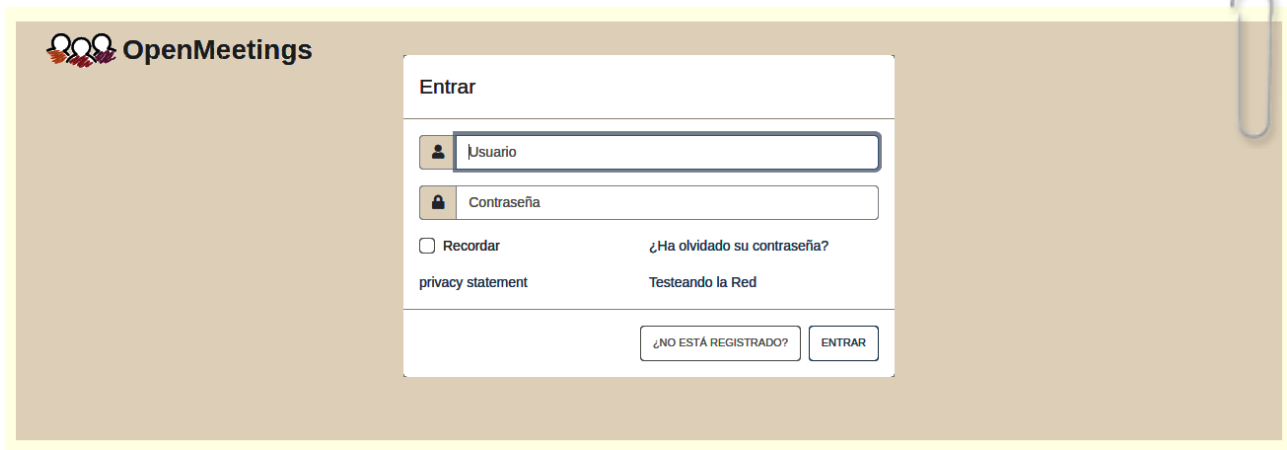 OpenMeetings
Entrar
Usuario
Contraseña
Recordar ¿Ha olvidado su contraseña?
privacy statement Testeando la Red
¿NO ESTÁ REGISTRADO? ENTRAR